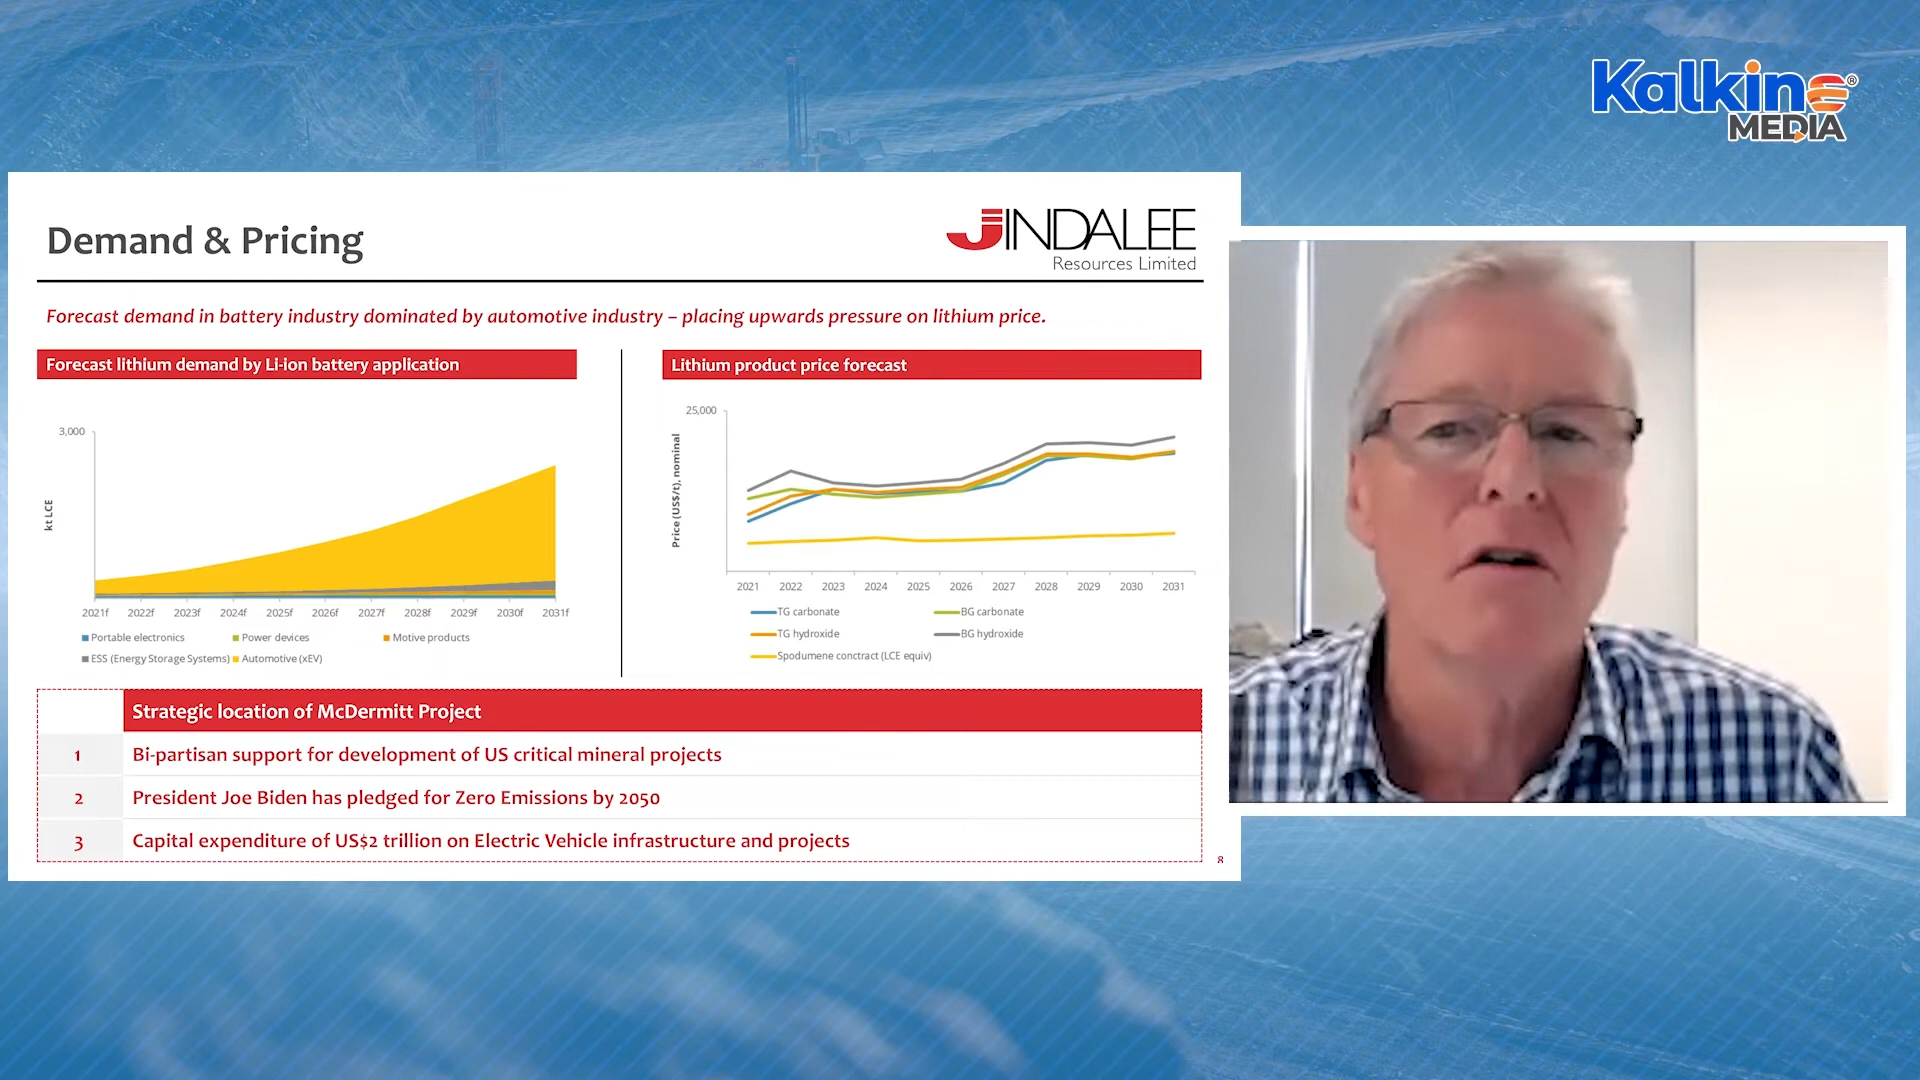 Kalkine®
MEDIA
Demand & Pricing
JINDALEE
Resources Limited
Forecast demand in battery industry dominated by automotive industry – placing upwards pressure on lithium price.
Forecast lithium demand by Li-ion battery application
3,000
kt LCE
2021f 2022f 2023f 2024f 2025f 2026f 2027f 2028f 2029f 2030f 2031f
Portable electronics Power devices Motive products
ESS (Energy Storage Systems) Automotive (xEV)
Lithium product price forecast
25,000
Price (US$/t), nominal
2021 2022 2023 2024 2025 2026 2027 2028 2029 2030 2031
TG carbonate BG carbonate
TG hydroxide BG hydroxide
Spodumene conctract (LCE equiv)
Strategic location of McDermitt Project
1 Bi-partisan support for development of US critical mineral projects
2 President Joe Biden has pledged for Zero Emissions by 2050
3 Capital expenditure of US$2 trillion on Electric Vehicle infrastructure and projects
8